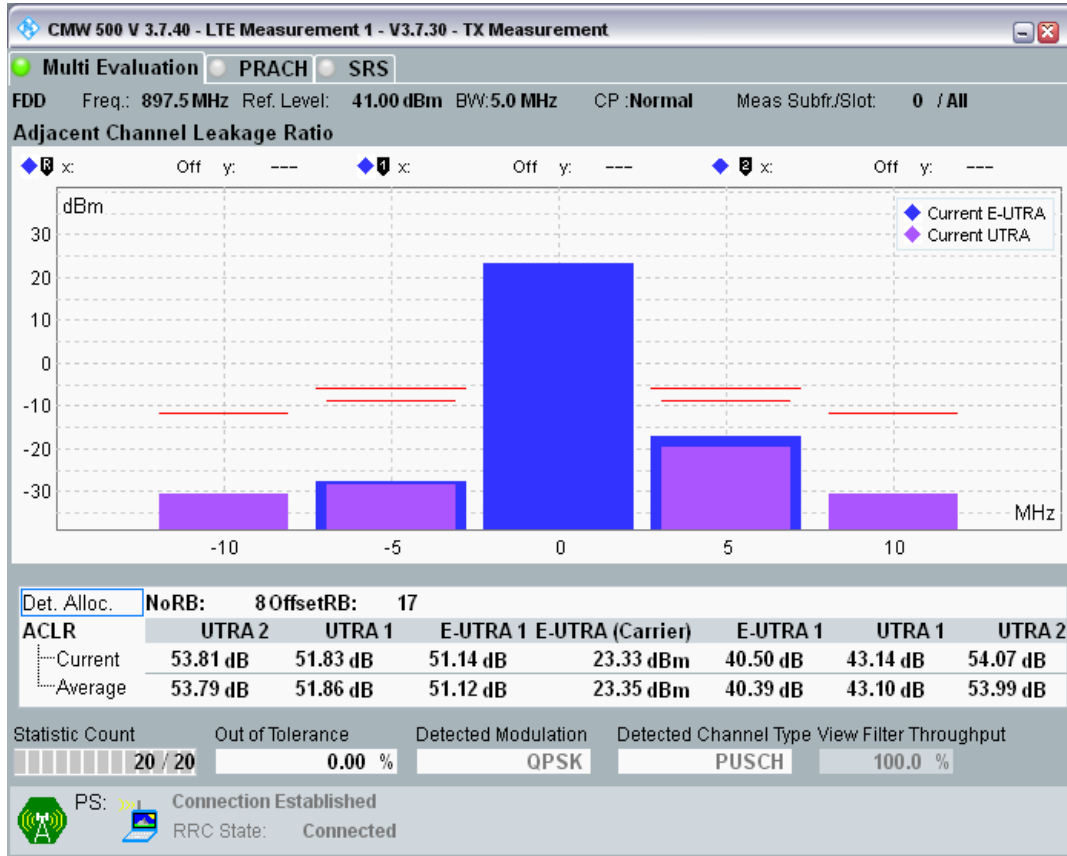 CMW 500 V 3.7.40 - LTE Measurement 1 - V3.7.30 - TX Measurement
Multi Evaluation PRACH SRS
FDD Freq.: 897.5 MHz Ref. Level: 41.00 dBm BW: 5.0 MHz CP :Normal Meas Subfr./Slot: 0 / All
Adjacent Channel Leakage Ratio
R x: Off y: --- 1 x: Off y: --- 2 x: Off y: ---
dBm
Current E-UTRA
Current UTRA
30
20
10
0
-10
-20
-30
MHz
-10 -5 0 5 10
Det. Alloc. NoRB: 8 OffsetRB: 17
ACLR UTRA 2 UTRA 1 E-UTRA 1 E-UTRA (Carrier) E-UTRA 1 UTRA 1 UTRA 2
Current 53.81 dB 51.83 dB 51.14 dB 23.33 dBm 40.50 dB 43.14 dB 54.07 dB
Average 53.79 dB 51.86 dB 51.12 dB 23.35 dBm 40.39 dB 43.10 dB 53.99 dB
Statistic Count Out of Tolerance Detected Modulation Detected Channel Type View Filter Throughput
20 / 20 0.00 % QPSK PUSCH 100.0 %
PS: Connection Established
RRC State: Connected